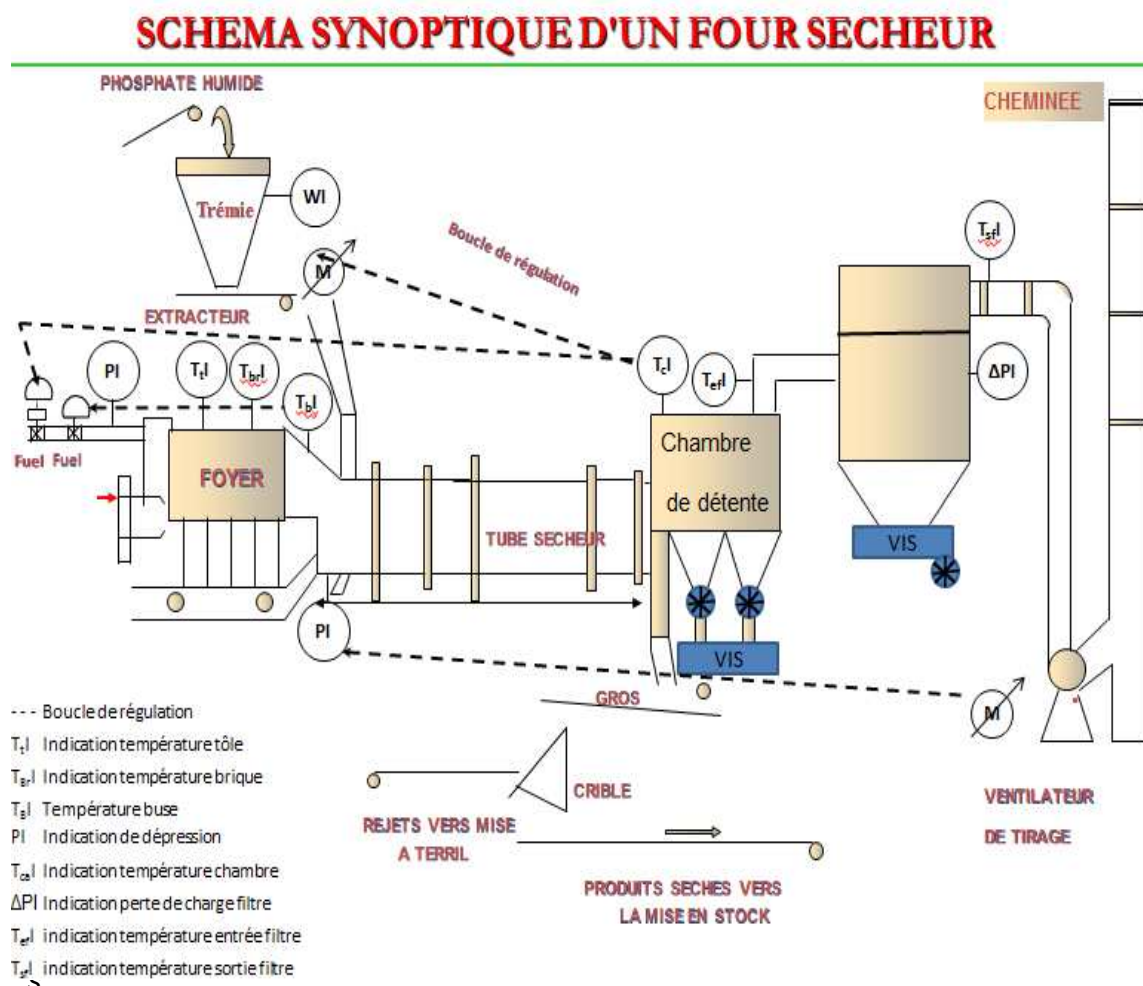 SCHEMA SYNOPTIQUE D'UN FOUR SECHEUR
PHOSPHATE HUMIDE
CHEMINEE
Trémie
WI
TsfI
Boucle de régulation
M
EXTRACTEUR
PI
TtI
TbrI
TbI
TcI
TefI
ΔPI
Fuel Fuel
FOYER
Chambre
de détente
TUBE SECHEUR
VIS
PI
VIS
GROS
M
--- Boucle de régulation
TtI Indication température tôle
TBrI Indication température brique
TBI Température buse
PI Indication de dépression
TcaI Indication température chambre
ΔPI Indication perte de charge filtre
TefI indication température entrée filtre
TsfI indication température sortie filtre
CRIBLE
REJETS VERS MISE
A TERRIL
VENTILATEUR
DE TIRAGE
PRODUITS SECHES VERS
LA MISE EN STOCK